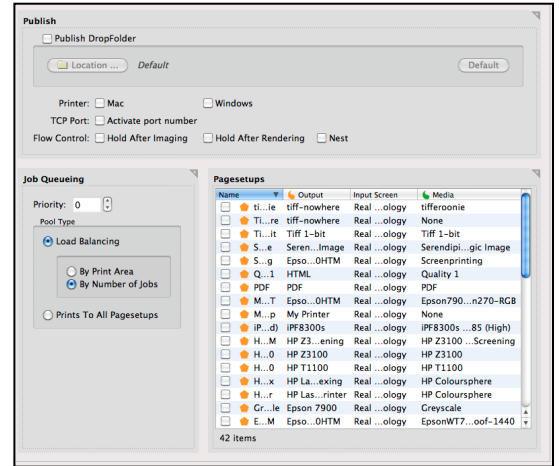 Publish
Publish DropFolder
Location ... Default Default
Printer: Mac Windows
TCP Port: Activate port number
Flow Control: Hold After Imaging Hold After Rendering Nest
Job Queueing
Priority: 0
Pool Type
Load Balancing
By Print Area
By Number of Jobs
Prints To All Pagesetups
Pagesetups
Name Output Input Screen Media
ti...ie tiff-nowhere Real ...ology tifferoonie
Ti...re tiff-nowhere Real ...ology None
Ti...it Tiff 1-bit Real ...ology Tiff 1-bit
S...e Seren...Image Real ...ology Serendipi...gic Image
S...g Epso...0HTM Real ...ology Screenprinting
Q...1 HTML Real ...ology Quality 1
PDF PDF Real ...ology PDF
M...T Epso...0HTM Real ...ology Epson790...n270-RGB
M...p My Printer Real ...ology None
iP...d) iPF8300s Real ...ology iPF8300s ...85 (High)
H...M HP Z3...ening Real ...ology HP Z3100 ...Screening
H...0 HP Z3100 Real ...ology HP Z3100
H...0 HP T1100 Real ...ology HP T1100
H...x HP La...exing Real ...ology HP Coloursphere
H...r HP Las...rinter Real ...ology HP Coloursphere
Gr...le Epson 7900 Real ...ology Greyscale
E...M Epso...0HTM Real ...ology EpsonWT7...oof-1440
42 items